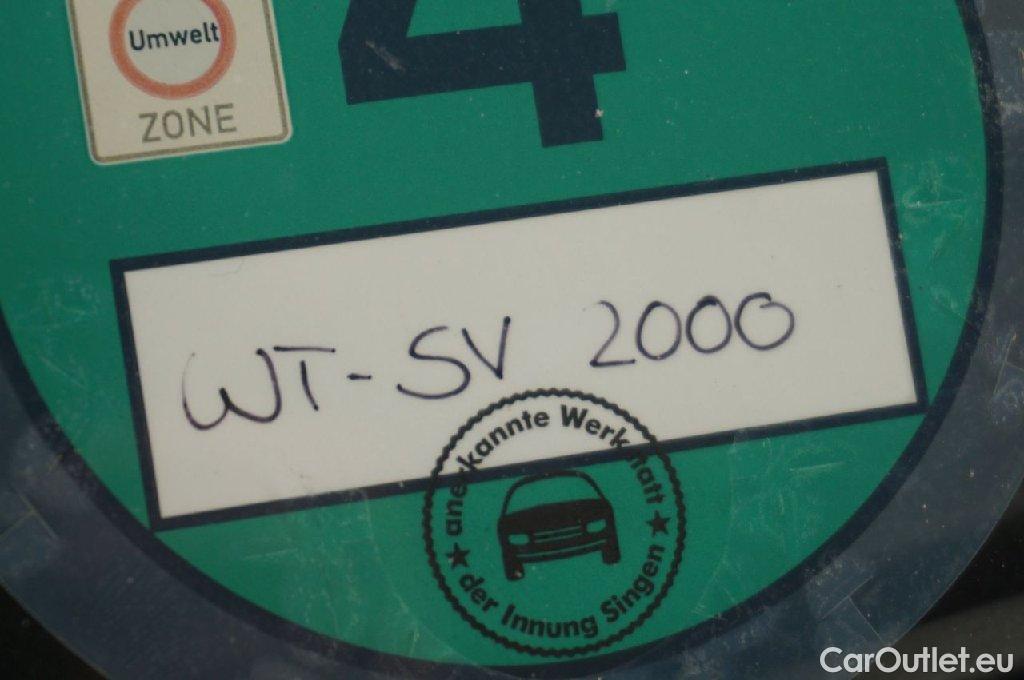 4
Umwelt
ZONE
WT-SV 2000
anerkannte Werkstatt
der Innung Singen
CarOutlet.eu